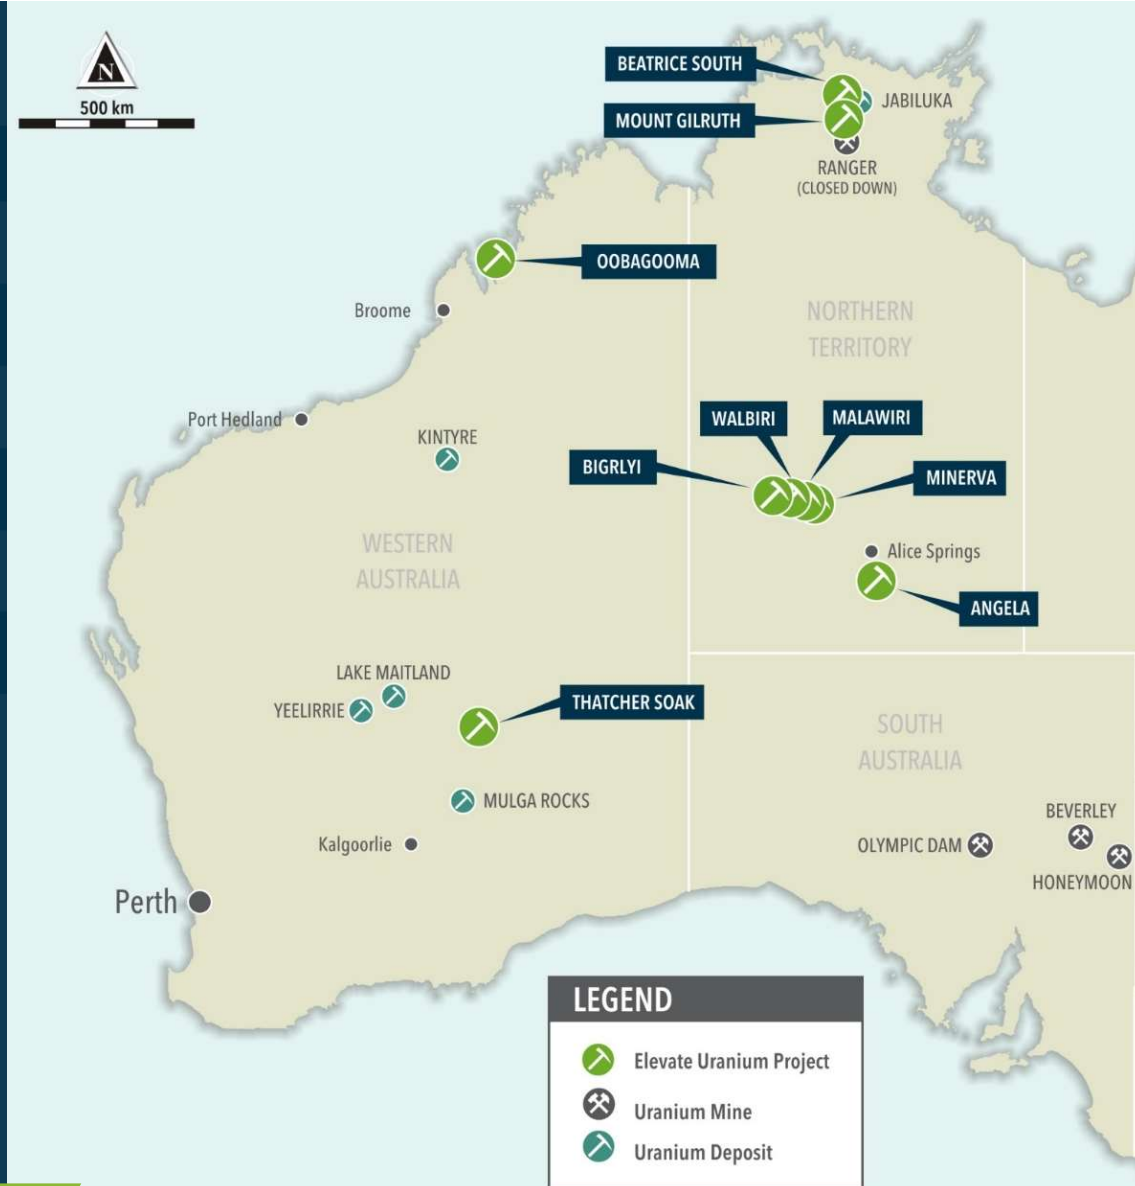 N
500 km
BEATRICE SOUTH
JABILUKA
MOUNT GILRUTH
RANGER
(CLOSED DOWN)
OOBAGOOMA
Broome
NORTHERN
TERRITORY
Port Hedland
KINTYRE
WALBIRI
MALAWIRI
BIGRLYI
MINERVA
WESTERN
AUSTRALIA
Alice Springs
ANGELA
LAKE MAITLAND
YEELIRRIE
THATCHER SOAK
SOUTH
AUSTRALIA
MULGA ROCKS
BEVERLEY
Kalgoorlie
OLYMPIC DAM
HONEYMOON
Perth
LEGEND
Elevate Uranium Project
Uranium Mine
Uranium Deposit